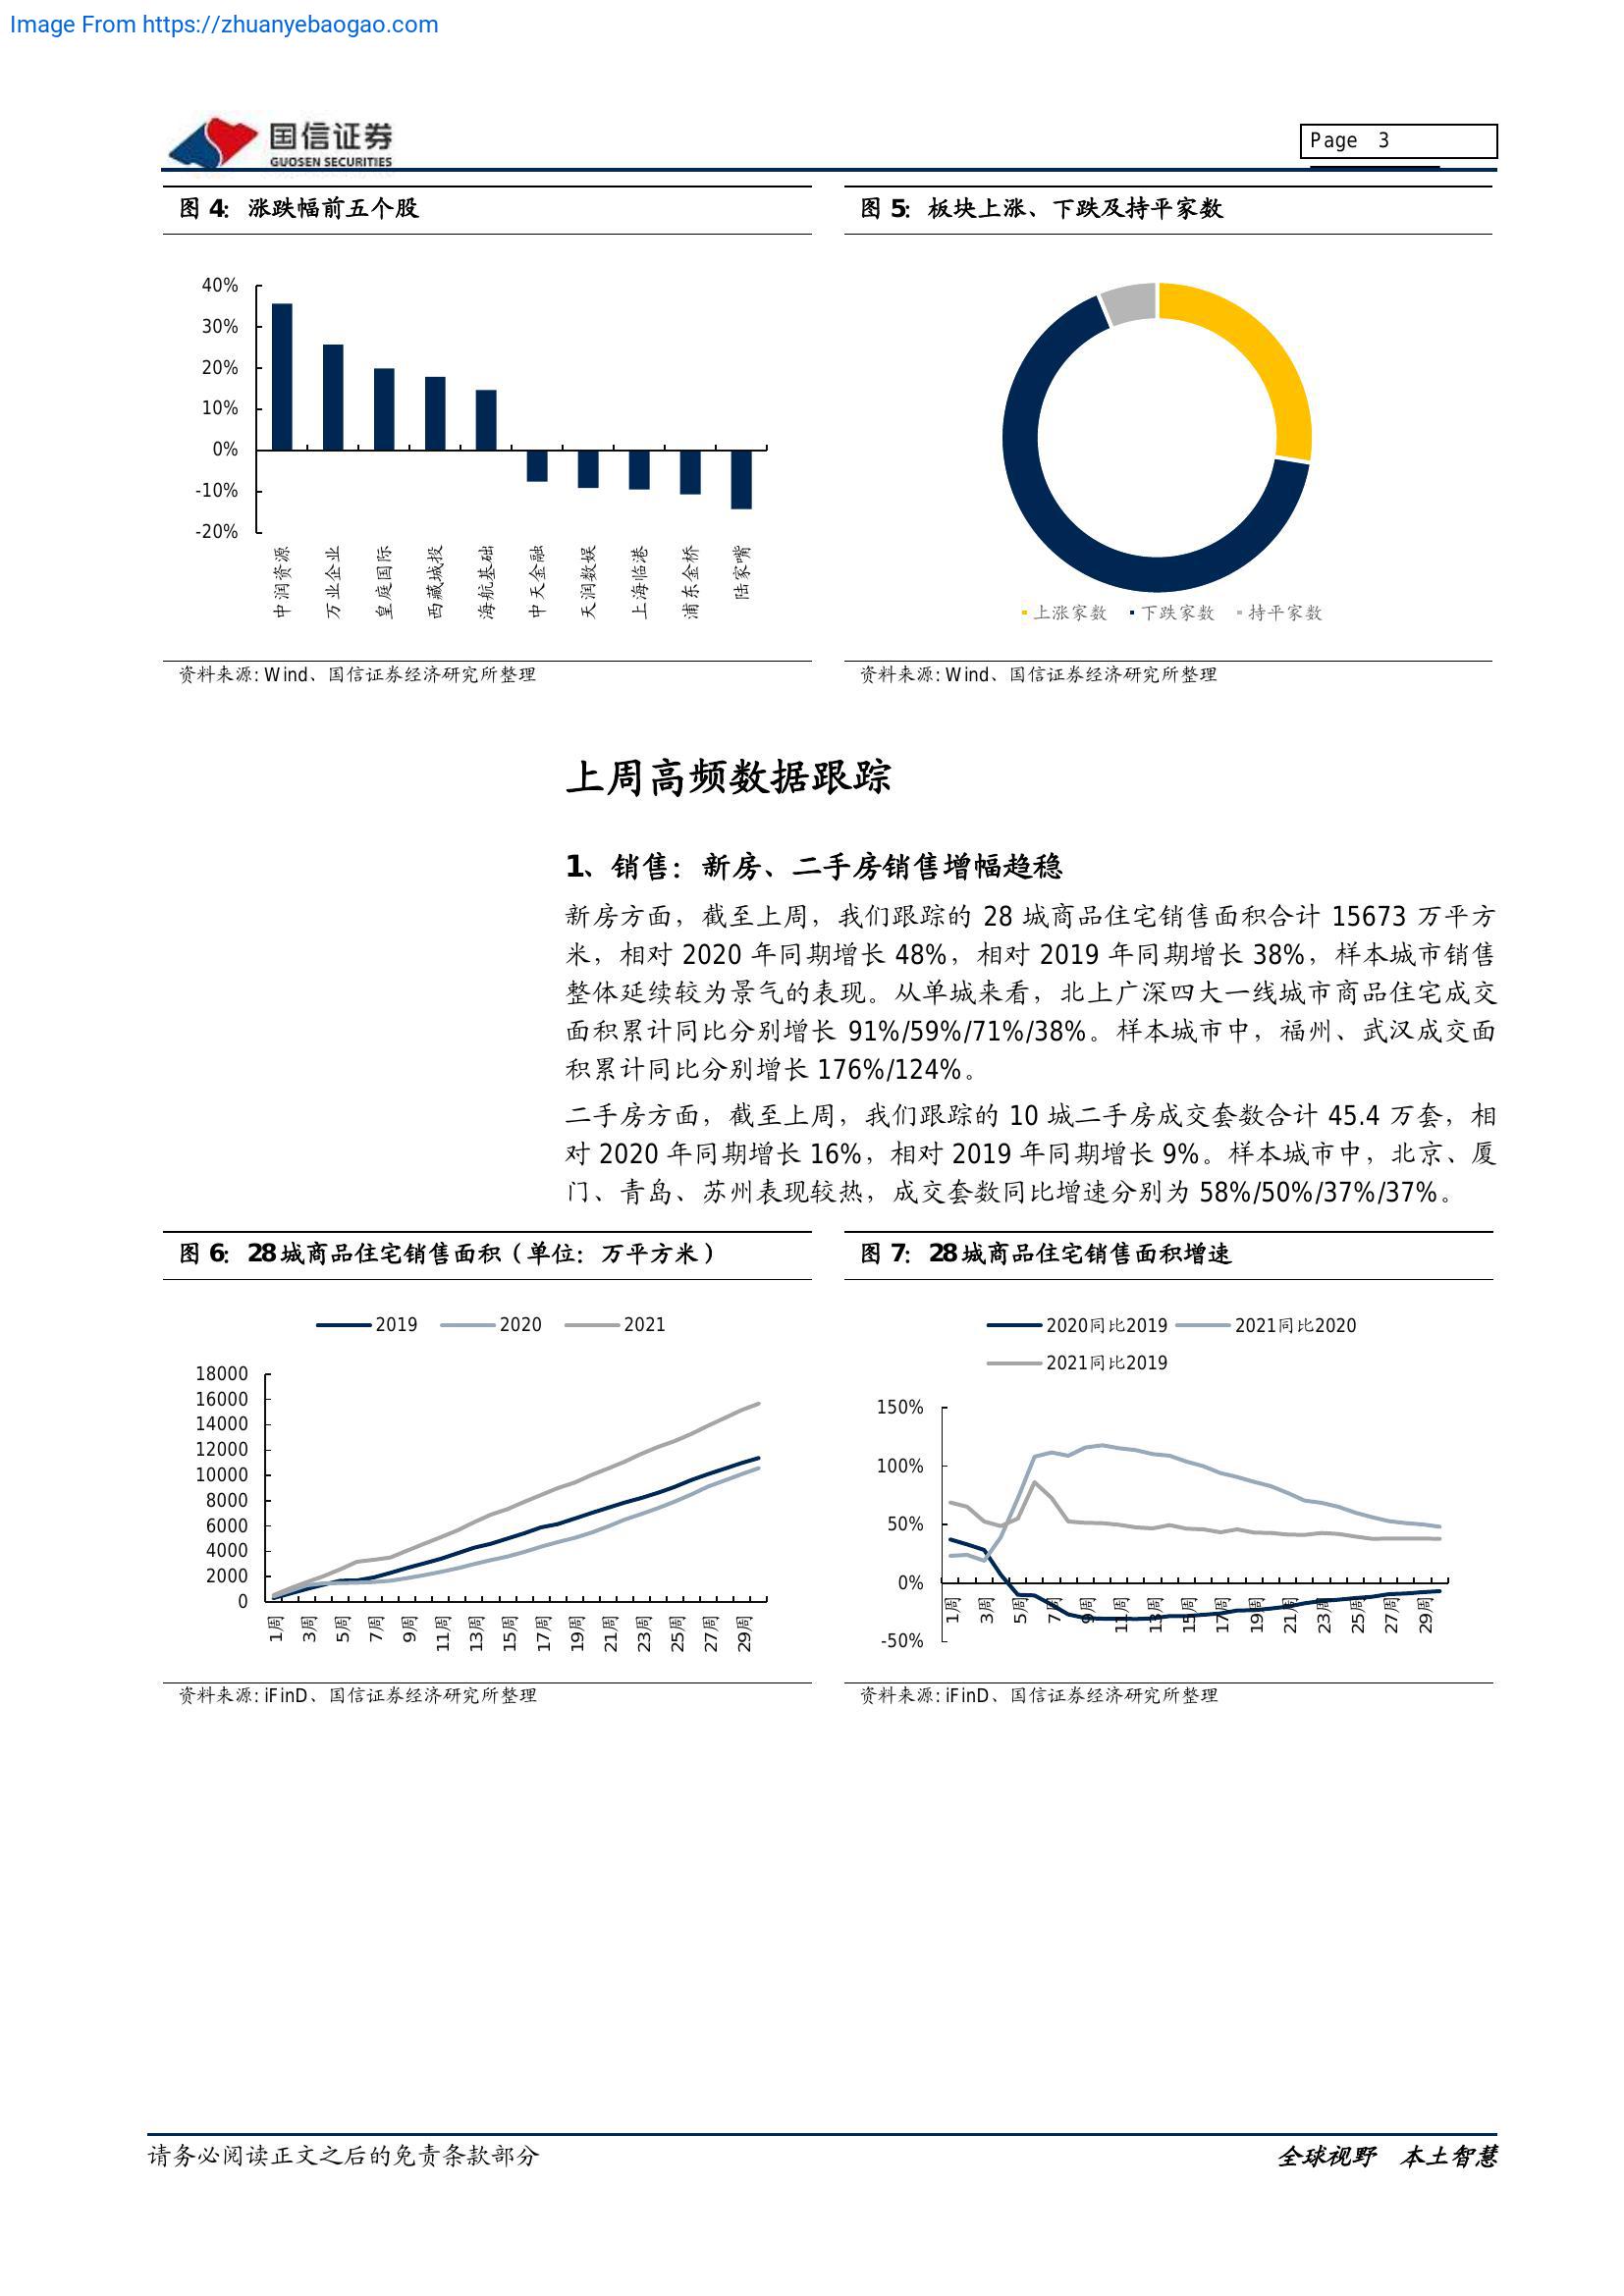 Image From https://zhuanyebaogao.com
国信证券
GUOSEN SECURITIES
Page 3
图 4：涨跌幅前五个股
40%
30%
20%
10%
0%
-10%
-20%
中润资源
万业企业
皇庭国际
西藏城投
海航基础
中天金融
天润数娱
上海临港
浦东金桥
陆家嘴
资料来源: Wind、国信证券经济研究所整理
图 5：板块上涨、下跌及持平家数
上涨家数 下跌家数 持平家数
资料来源: Wind、国信证券经济研究所整理
上周高频数据跟踪
1、销售：新房、二手房销售增幅趋稳
新房方面，截至上周，我们跟踪的 28 城商品住宅销售面积合计 15673 万平方
米，相对 2020 年同期增长 48%，相对 2019 年同期增长 38%，样本城市销售
整体延续较为景气的表现。从单城来看，北上广深四大一线城市商品住宅成交
面积累计同比分别增长 91%/59%/71%/38%。样本城市中，福州、武汉成交面
积累计同比分别增长 176%/124%。
二手房方面，截至上周，我们跟踪的 10 城二手房成交套数合计 45.4 万套，相
对 2020 年同期增长 16%，相对 2019 年同期增长 9%。样本城市中，北京、厦
门、青岛、苏州表现较热，成交套数同比增速分别为 58%/50%/37%/37%。
图 6：28城商品住宅销售面积（单位：万平方米）
2019 2020 2021
18000
16000
14000
12000
10000
8000
6000
4000
2000
0
1周
3周
5周
7周
9周
11周
13周
15周
17周
19周
21周
23周
25周
27周
29周
资料来源: iFinD、国信证券经济研究所整理
图 7：28城商品住宅销售面积增速
2020同比2019 2021同比2020
2021同比2019
150%
100%
50%
0%
-50%
1周
3周
5周
7周
9周
11周
13周
15周
17周
19周
21周
23周
25周
27周
29周
资料来源: iFinD、国信证券经济研究所整理
请务必阅读正文之后的免责条款部分
全球视野 本土智慧